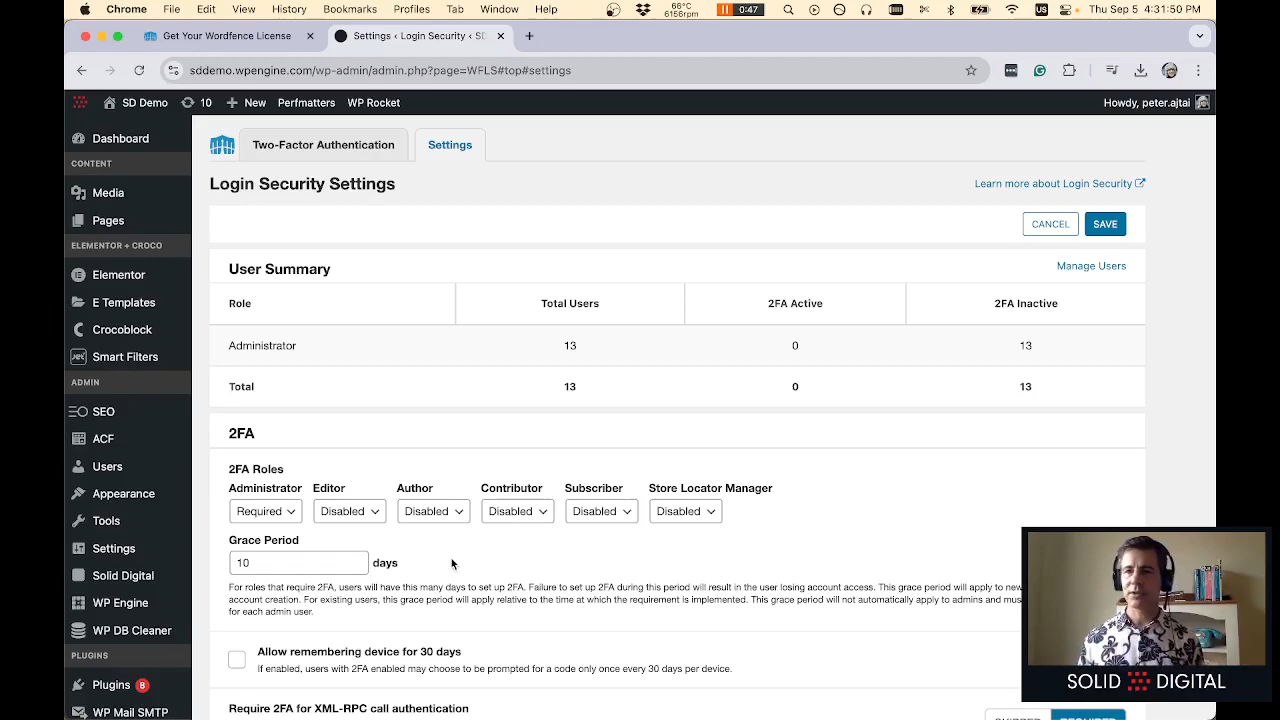 Chrome File Edit View History Bookmarks Profiles Tab Window Help 66°C 6156rpm 0:47 US Thu Sep 5 4:31:50 PM
Get Your Wordfence License Settings ‹ Login Security ‹ SD
sddemo.wpengine.com/wp-admin/admin.php?page=WFLS#top#settings
SD Demo 10 New Perfmatters WP Rocket Howdy, peter.ajtai
Dashboard
CONTENT
Media
Pages
ELEMENTOR + CROCO
Elementor
E Templates
Crocoblock
Jet Smart Filters
ADMIN
SEO
ACF
Users
Appearance
Tools
Settings
Solid Digital
WP Engine
WP DB Cleaner
PLUGINS
Plugins 8
WP Mail SMTP
Two-Factor Authentication Settings
Login Security Settings Learn more about Login Security
CANCEL SAVE
User Summary Manage Users
Role Total Users 2FA Active 2FA Inactive
Administrator 13 0 13
Total 13 0 13
2FA
2FA Roles
Administrator Editor Author Contributor Subscriber Store Locator Manager
Required Disabled Disabled Disabled Disabled Disabled
Grace Period
10 days
For roles that require 2FA, users will have this many days to set up 2FA. Failure to set up 2FA during this period will result in the user losing account access. This grace period will apply to new
account creation. For existing users, this grace period will apply relative to the time at which the requirement is implemented. This grace period will not automatically apply to admins and mus
for each admin user.
Allow remembering device for 30 days
If enabled, users with 2FA enabled may choose to be prompted for a code only once every 30 days per device.
Require 2FA for XML-RPC call authentication
SKIPPED REQUIRED
SOLID DIGITAL